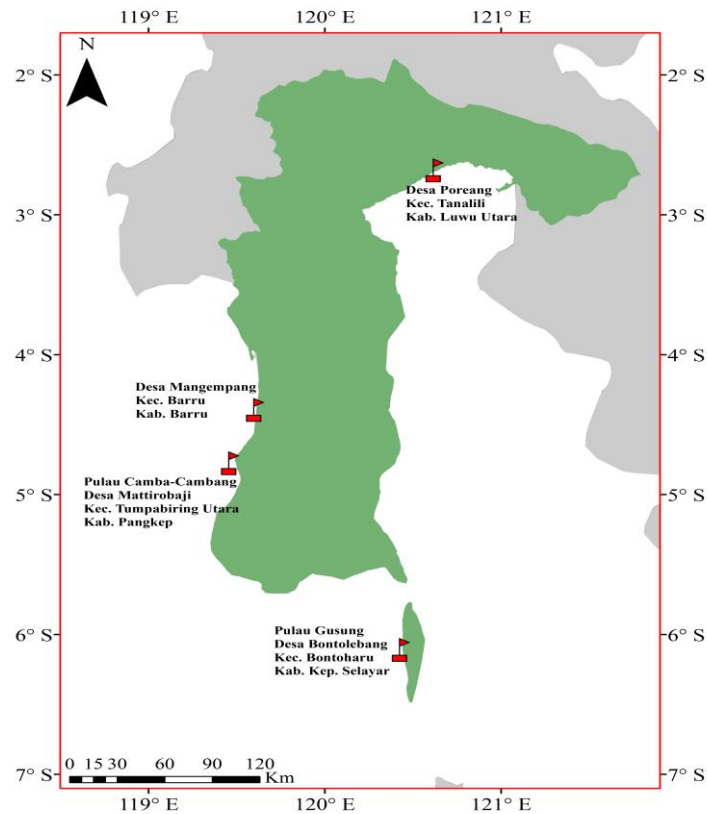 119° E 120° E 121° E
N
2° S 2° S
Desa Poreang
Kec. Tanalili
Kab. Luwu Utara
3° S 3° S
4° S 4° S
Desa Mangempang
Kec. Barru
Kab. Barru
Pulau Camba-Cambang
Desa Mattirobaji
Kec. Tumpabiring Utara
Kab. Pangkep
5° S 5° S
6° S 6° S
Pulau Gusung
Desa Bontolebang
Kec. Bontoharu
Kab. Kep. Selayar
0 15 30 60 90 120
Km
7° S 7° S
119° E 120° E 121° E